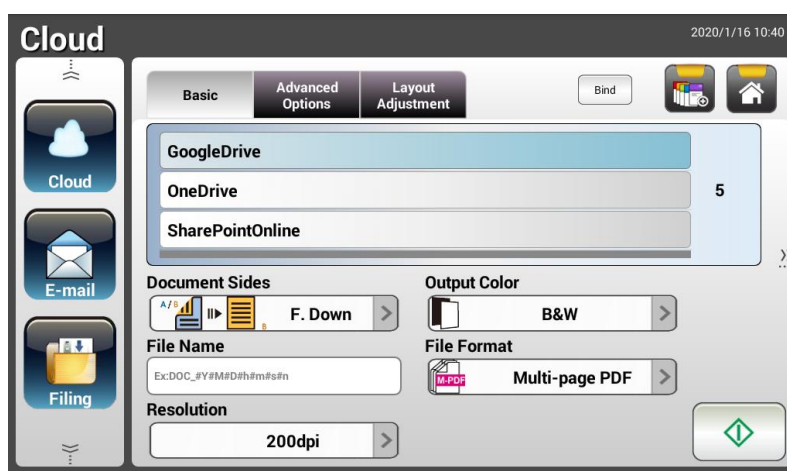 Cloud
2020/1/16 10:40
Basic
Advanced
Options
Layout
Adjustment
Bind
Cloud
GoogleDrive
OneDrive
SharePointOnline
5
E-mail
Document Sides
Output Color
A/B
B
F. Down
B&W
File Name
File Format
Ex:DOC_#Y#M#D#h#m#s#n
M-PDF
Multi-page PDF
Filing
Resolution
200dpi